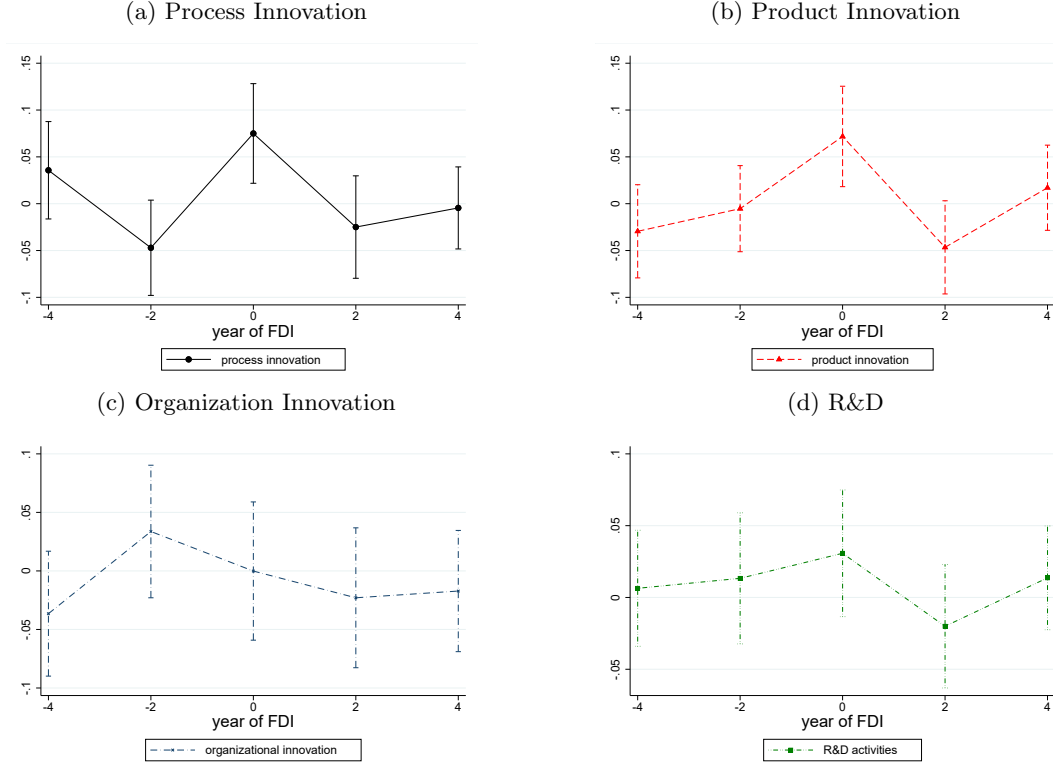 (a) Process Innovation
.15
.1
.05
0
-.05
-.1
-4 -2 0 2 4
year of FDI
process innovation
(b) Product Innovation
.15
.1
.05
0
-.05
-.1
-4 -2 0 2 4
year of FDI
product innovation
(c) Organization Innovation
.1
.05
0
-.05
-.1
-4 -2 0 2 4
year of FDI
organizational innovation
(d) R&D
.1
.05
0
-.05
-4 -2 0 2 4
year of FDI
R&D activities